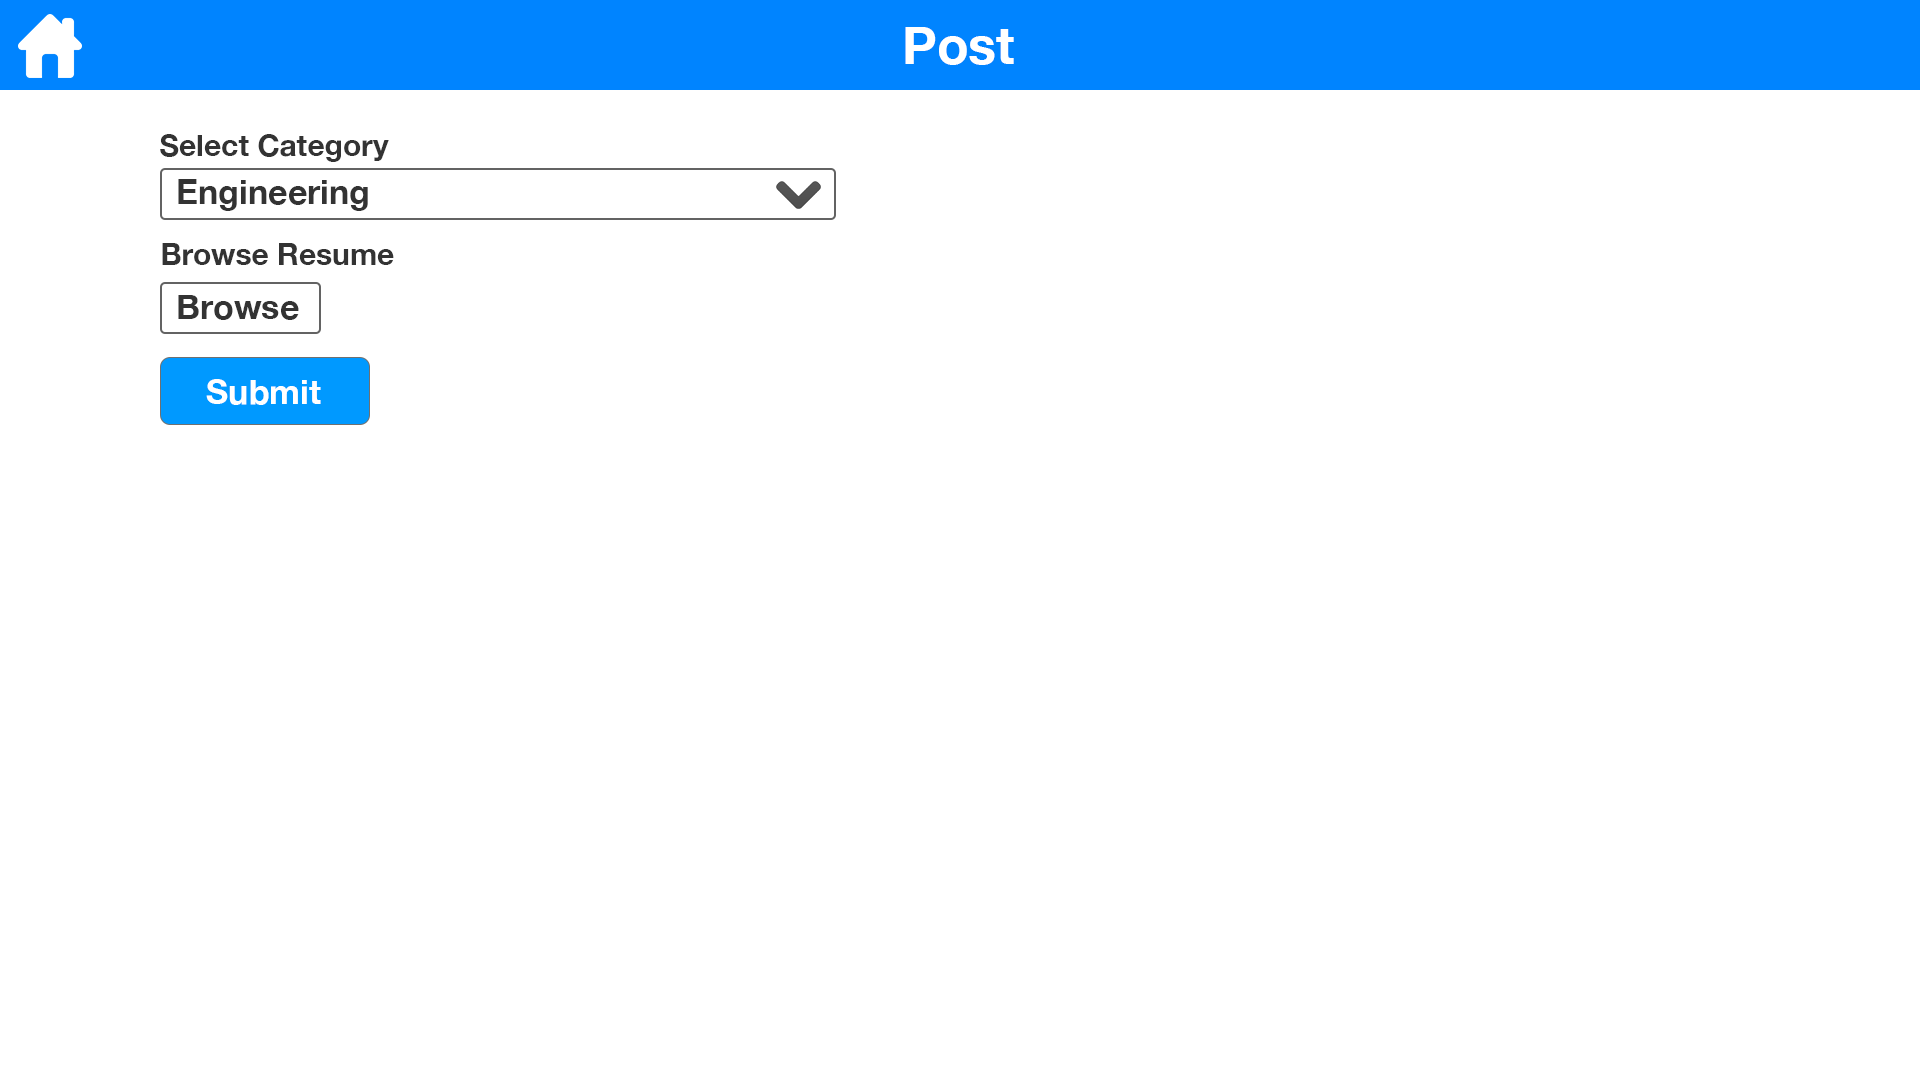 Post
Select Category
Engineering
Browse Resume
Browse
Submit